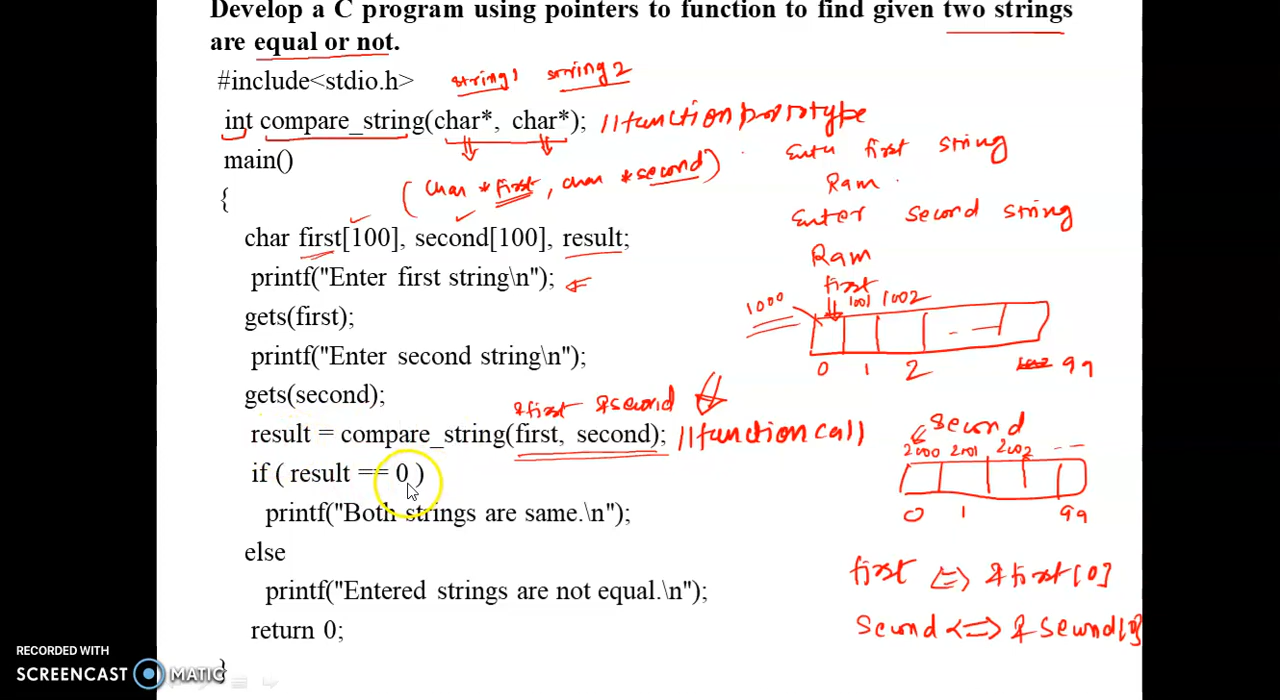 Develop a C program using pointers to function to find given two strings
are equal or not.
#include<stdio.h>
string1 string2
int compare_string(char*, char*); //function prototype
main()
(char *first, char *second)
{
char first[100], second[100], result;
printf("Enter first string\n");
gets(first);
printf("Enter second string\n");
gets(second);
&first &second
result = compare_string(first, second); //function call
if ( result == 0 )
printf("Both strings are same.\n");
else
printf("Entered strings are not equal.\n");
return 0;
}
Enter first string
Ram
Enter second string
Ram
first
1000 1001 1002
0 1 2 99
second
2000 2001 2002
0 1 99
first <=> &first[0]
second <=> &second[0]
RECORDED WITH
SCREENCAST MATIC